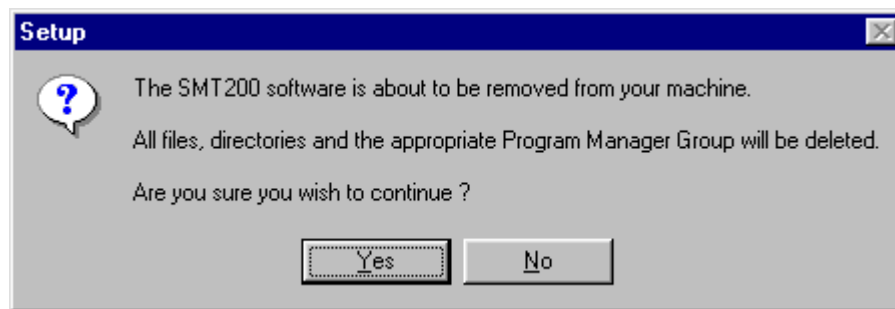 Setup
The SMT200 software is about to be removed from your machine.
All files, directories and the appropriate Program Manager Group will be deleted.
Are you sure you wish to continue ?
Yes No